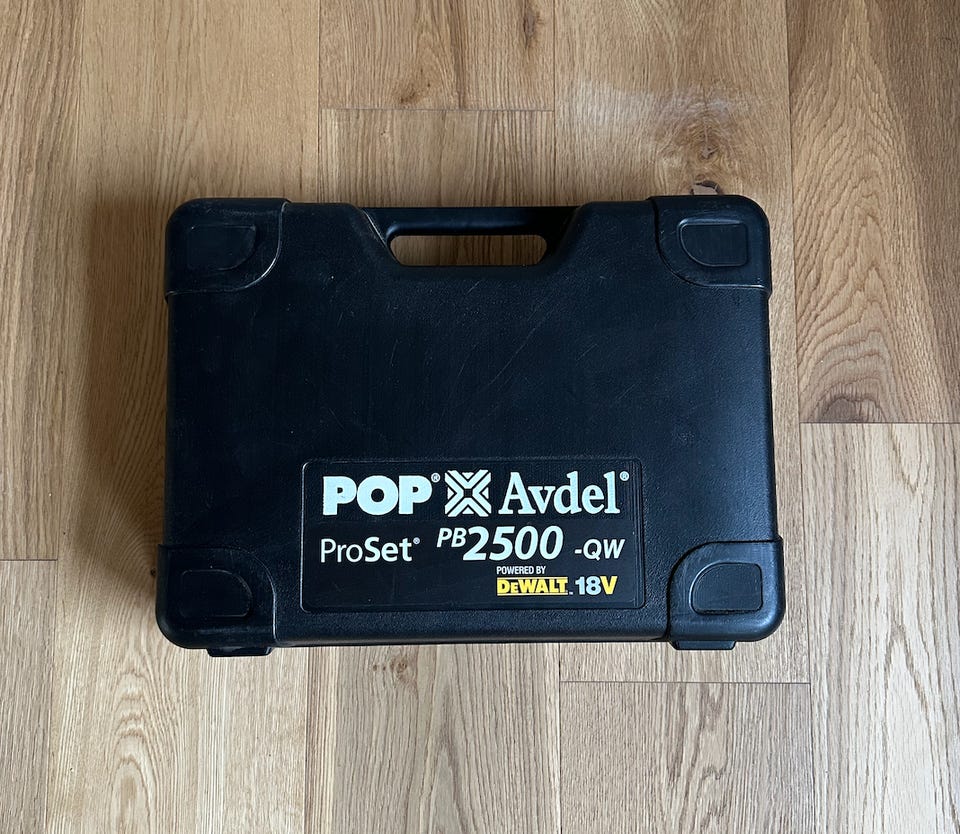 POP® Avdel®
ProSet® PB2500 -QW
POWERED BY
DEWALT. 18V